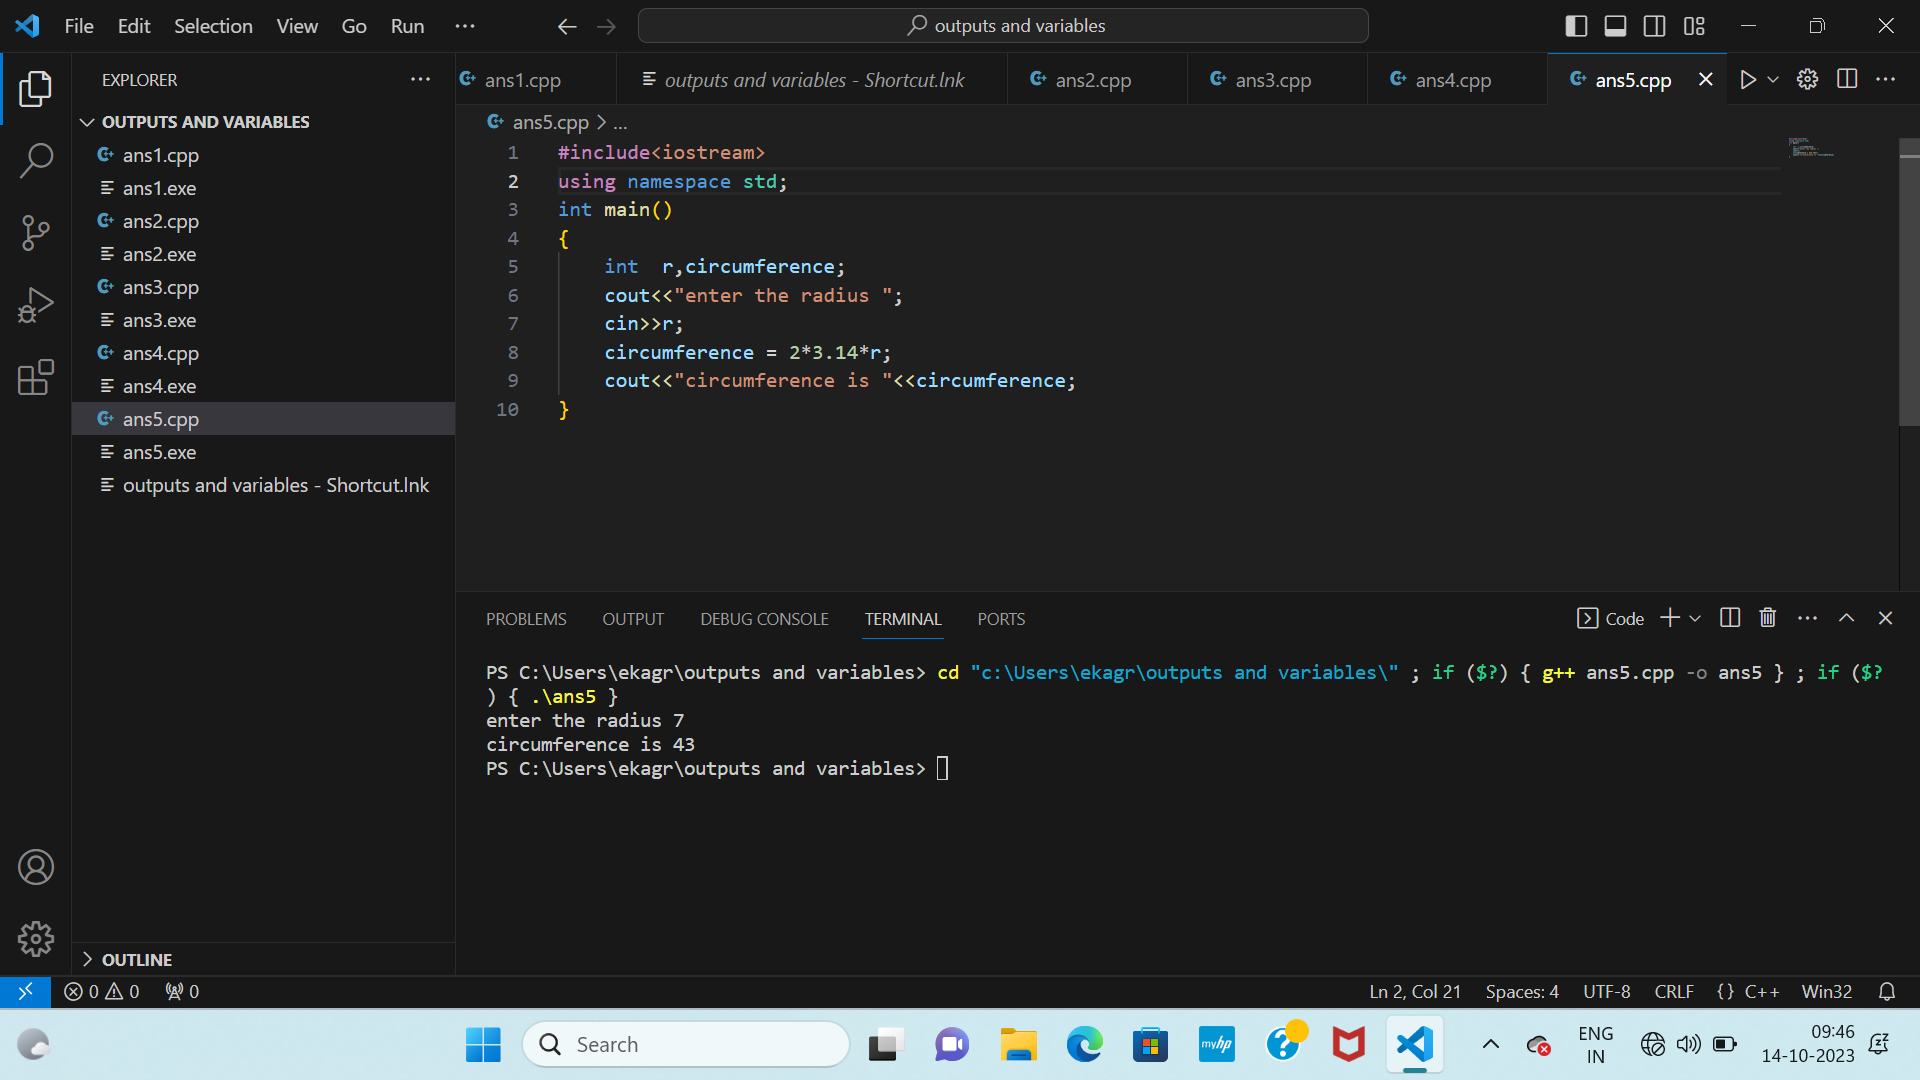 File Edit Selection View Go Run ... outputs and variables
EXPLORER ...
OUTPUTS AND VARIABLES
ans1.cpp
ans1.exe
ans2.cpp
ans2.exe
ans3.cpp
ans3.exe
ans4.cpp
ans4.exe
ans5.cpp
ans5.exe
outputs and variables - Shortcut.lnk
OUTLINE
ans1.cpp outputs and variables - Shortcut.lnk ans2.cpp ans3.cpp ans4.cpp ans5.cpp
ans5.cpp > ...
1 #include<iostream>
2 using namespace std;
3 int main()
4 {
5     int  r,circumference;
6     cout<<"enter the radius ";
7     cin>>r;
8     circumference = 2*3.14*r;
9     cout<<"circumference is "<<circumference;
10 }
PROBLEMS OUTPUT DEBUG CONSOLE TERMINAL PORTS Code
PS C:\Users\ekagr\outputs and variables> cd "c:\Users\ekagr\outputs and variables\" ; if ($?) { g++ ans5.cpp -o ans5 } ; if ($?
) { .\ans5 }
enter the radius 7
circumference is 43
PS C:\Users\ekagr\outputs and variables>
0 0 0 Ln 2, Col 21 Spaces: 4 UTF-8 CRLF {} C++ Win32
Search myhp ENG 09:46
IN 14-10-2023